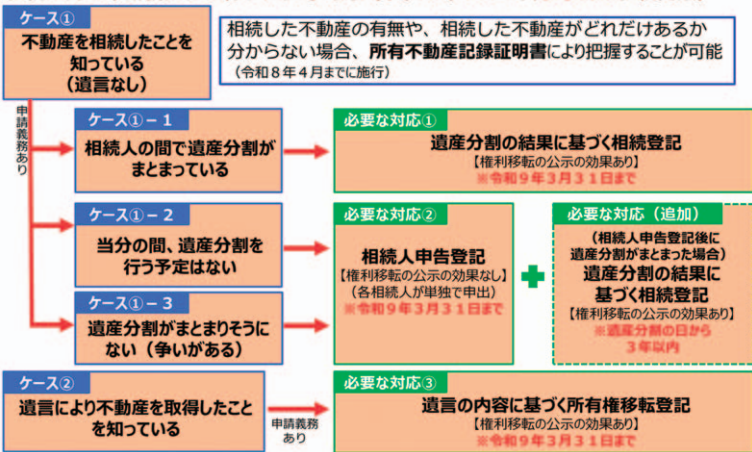 ケース①
不動産を相続したことを
知っている
(遺言なし)
相続した不動産の有無や、相続した不動産がどれだけあるか
分からない場合、所有不動産記録証明書により把握することが可能
(令和8年4月までに施行)
申請義務あり
ケース①－1
相続人の間で遺産分割が
まとまっている
必要な対応①
遺産分割の結果に基づく相続登記
【権利移転の公示の効果あり】
※令和9年3月31日まで
ケース①－2
当分の間、遺産分割を
行う予定はない
必要な対応②
相続人申告登記
【権利移転の公示の効果なし】
(各相続人が単独で申出)
※令和9年3月31日まで
必要な対応（追加）
(相続人申告登記後に
遺産分割がまとまった場合)
遺産分割の結果に
基づく相続登記
【権利移転の公示の効果あり】
※遺産分割の日から
3年以内
ケース①－3
遺産分割がまとまりそうに
ない（争いがある）
ケース②
遺言により不動産を取得したこと
を知っている
申請義務
あり
必要な対応③
遺言の内容に基づく所有権移転登記
【権利移転の公示の効果あり】
※令和9年3月31日まで